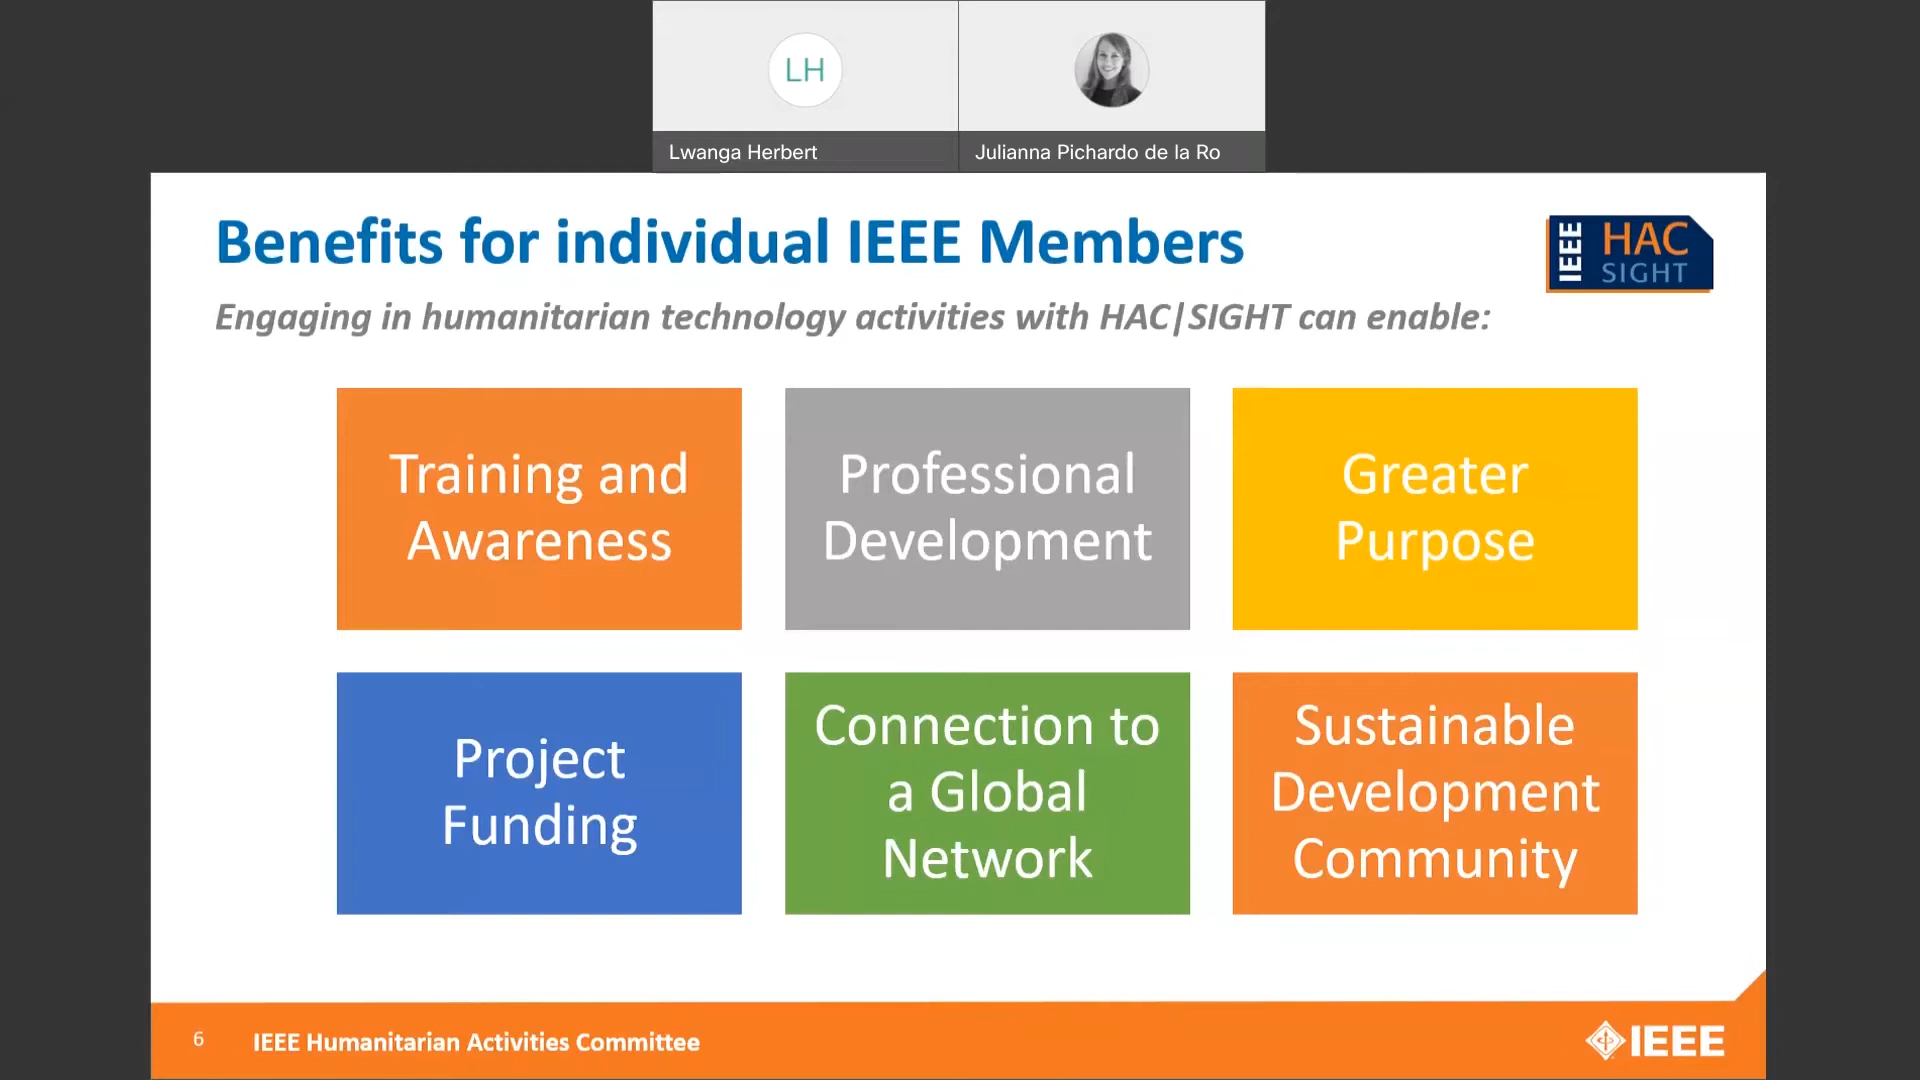 LH
Lwanga Herbert
Julianna Pichardo de la Ro
Benefits for individual IEEE Members
IEEE
HAC
SIGHT
Engaging in humanitarian technology activities with HAC|SIGHT can enable:
Training and
Awareness
Professional
Development
Greater
Purpose
Project
Funding
Connection to
a Global
Network
Sustainable
Development
Community
6
IEEE Humanitarian Activities Committee
IEEE